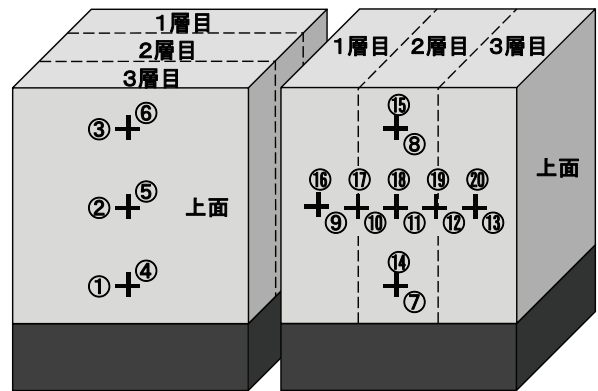 1層目
2層目
3層目
③ ⑥
② ⑤
上面
① ④
1層目 2層目 3層目
⑮
⑧
⑯ ⑰ ⑱ ⑲ ⑳
⑨ ⑩ ⑪ ⑫ ⑬
上面
⑭
⑦